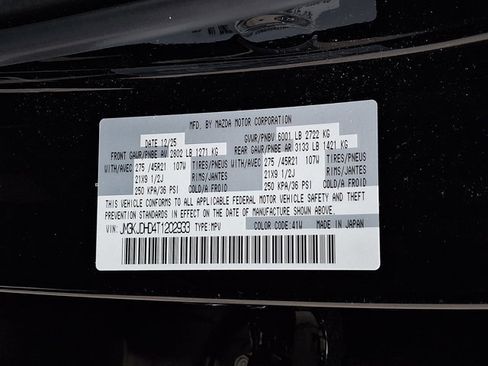 MFD. BY MAZDA MOTOR CORPORATION
DATE 12/25 GVWR/PNBV 6001 LB 2722 KG
FRONT GAWR/PNBE AV 2802 LB 1271 KG REAR GAWR/PNBE AR 3133 LB 1421 KG
WITH/AVEC 275 /45R21 107W TIRES/PNEUS WITH/AVEC 275 /45R21 107W TIRES/PNEUS
21X9 1/2J RIMS/JANTES 21X9 1/2J RIMS/JANTES
250 KPA/36 PSI COLD/A FROID 250 KPA/36 PSI COLD/A FROID
THIS VEHICLE CONFORMS TO ALL APPLICABLE FEDERAL MOTOR VEHICLE SAFETY AND THEFT
PREVENTION STANDARDS IN EFFECT ON THE DATE OF MANUFACTURE SHOWN ABOVE.
VIN: JM3KJDHD4T1202933 TYPE: MPV COLOR CODE: 41W MADE IN JAPAN